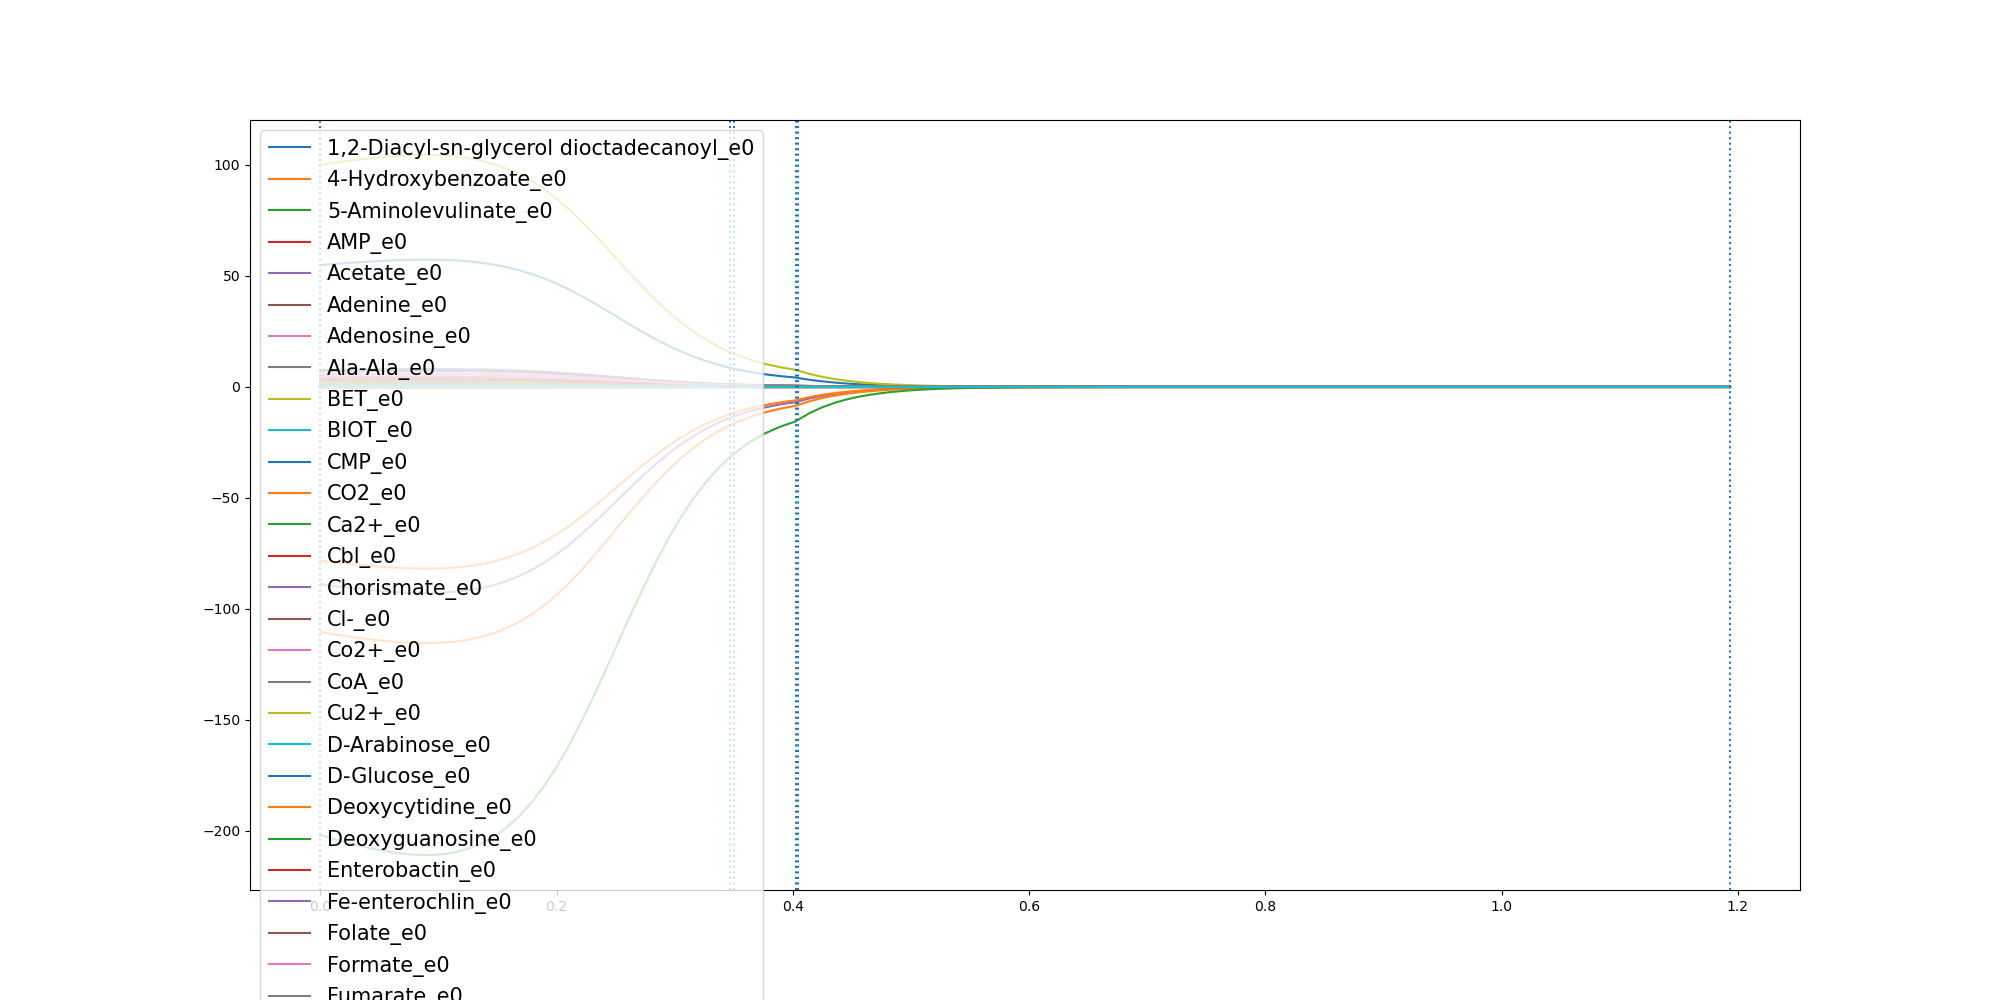 100
50
0
−50
−100
−150
−200
1,2-Diacyl-sn-glycerol dioctadecanoyl_e0
4-Hydroxybenzoate_e0
5-Aminolevulinate_e0
AMP_e0
Acetate_e0
Adenine_e0
Adenosine_e0
Ala-Ala_e0
BET_e0
BIOT_e0
CMP_e0
CO2_e0
Ca2+_e0
Cbl_e0
Chorismate_e0
Cl-_e0
Co2+_e0
CoA_e0
Cu2+_e0
D-Arabinose_e0
D-Glucose_e0
Deoxycytidine_e0
Deoxyguanosine_e0
Enterobactin_e0
Fe-enterochlin_e0
Folate_e0
Formate_e0
Fumarate_e0
0.0 0.2 0.4 0.6 0.8 1.0 1.2